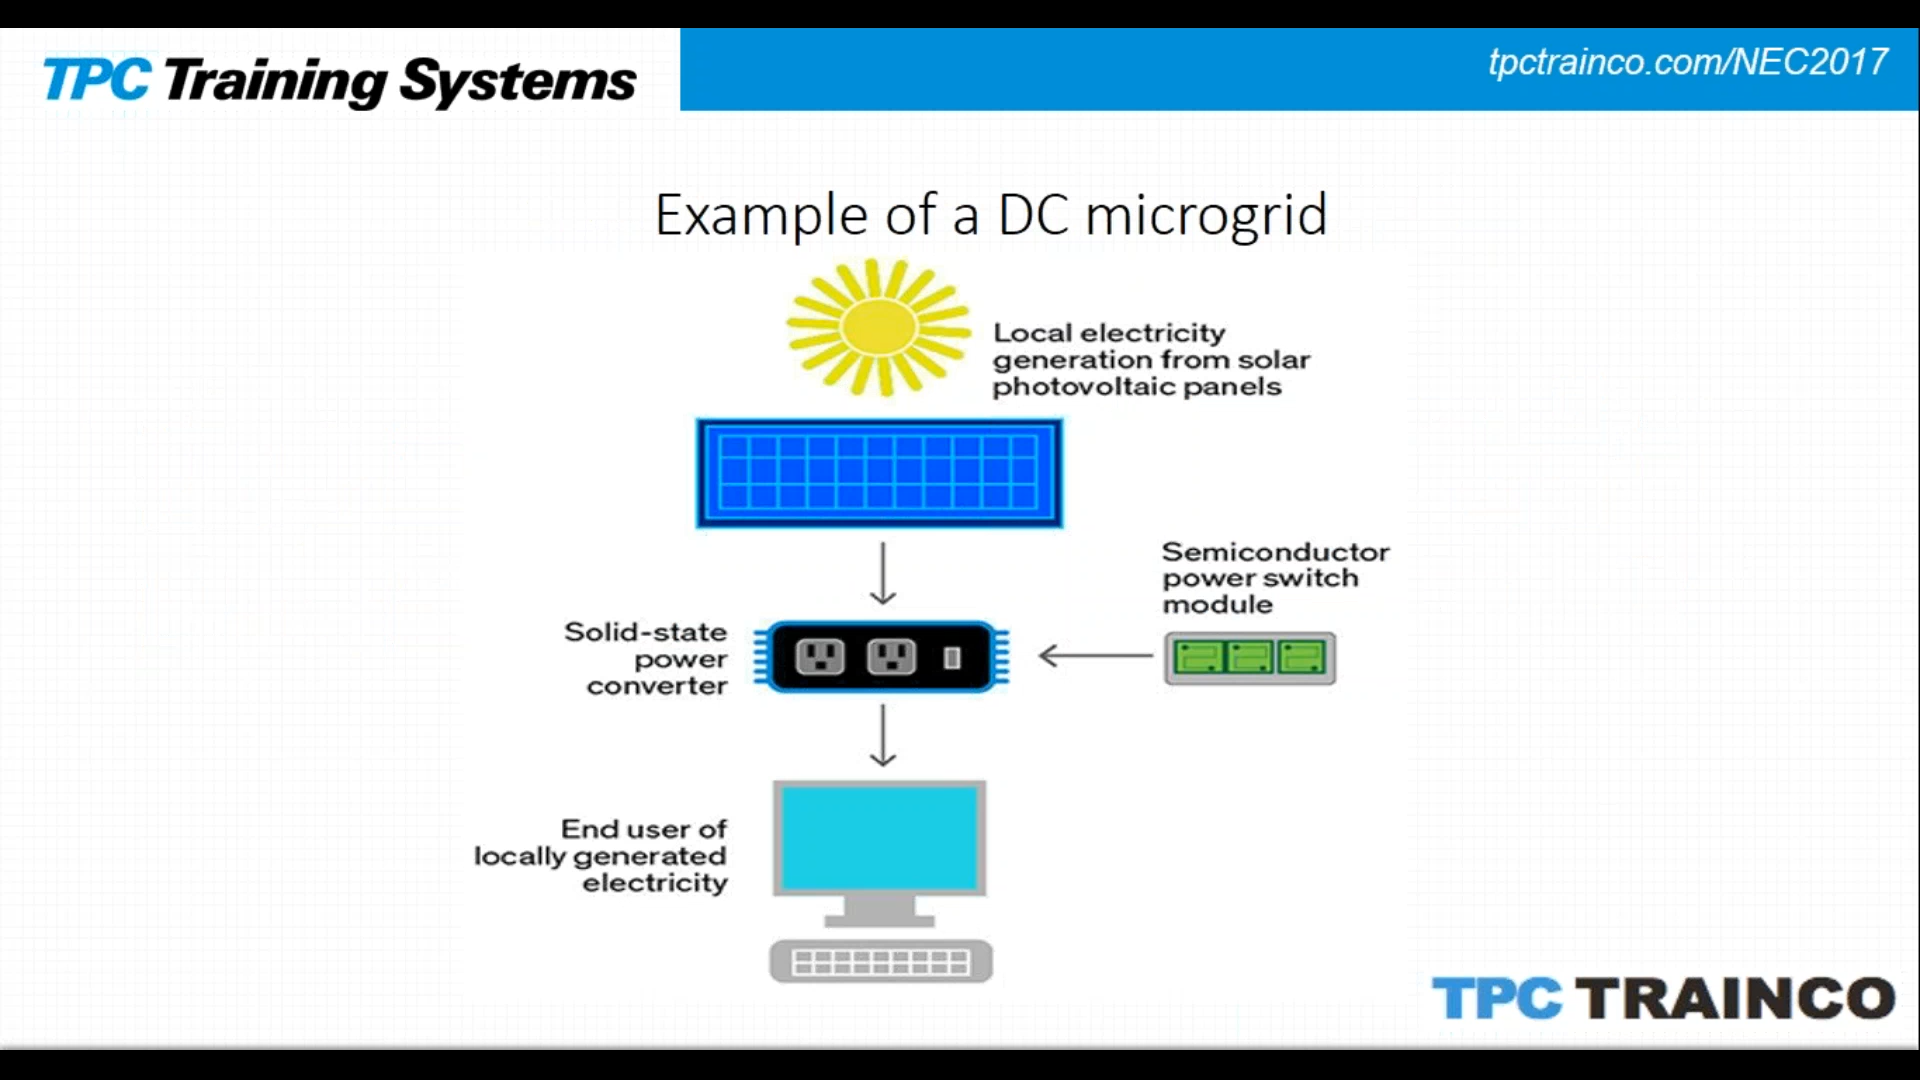 TPC Training Systems
tpctrainco.com/NEC2017
Example of a DC microgrid
Local electricity
generation from solar
photovoltaic panels
Semiconductor
power switch
module
Solid-state
power
converter
End user of
locally generated
electricity
TPC TRAINCO